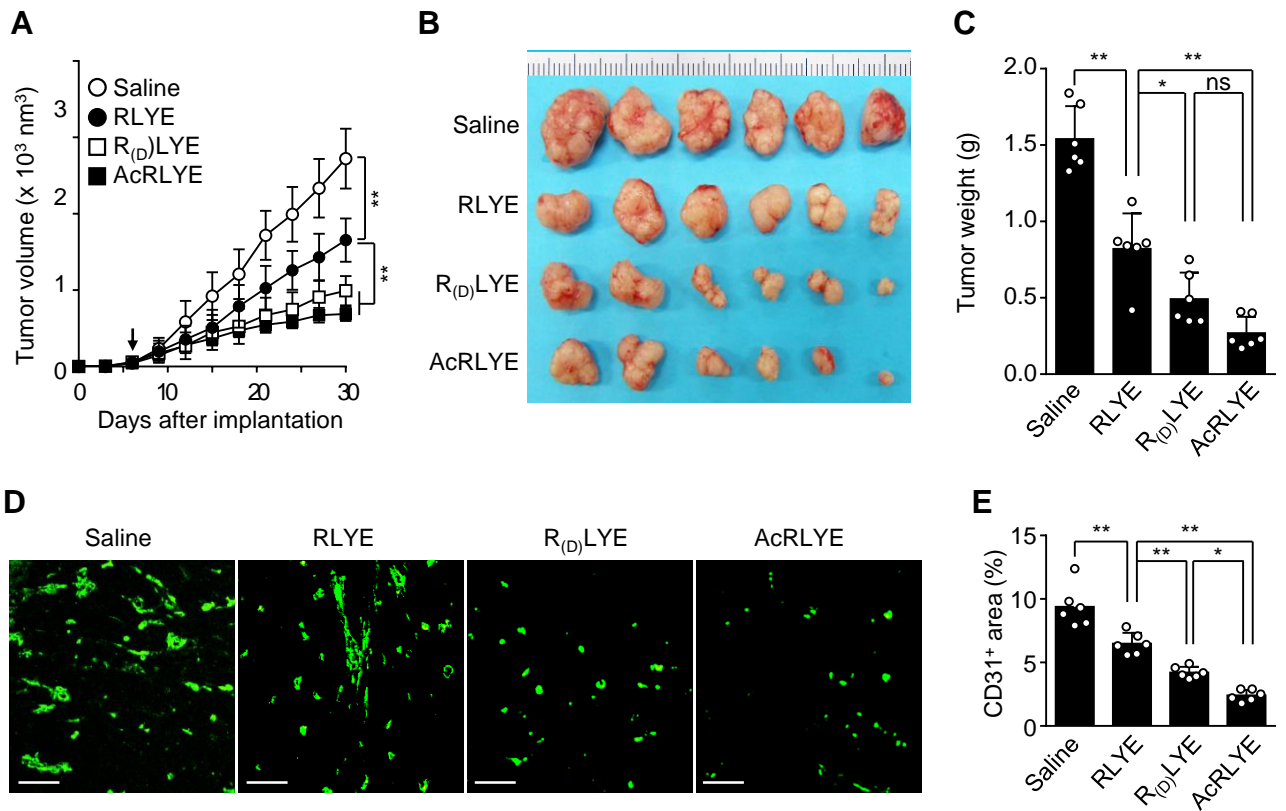 A
Tumor volume (x 10³ nm³)
3
2
1
0
Saline
RLYE
R(D)LYE
AcRLYE
**
**
0 10 20 30
Days after implantation
B
Saline
RLYE
R(D)LYE
AcRLYE
C
Tumor weight (g)
2.0
1.5
1.0
0.5
0.0
** **
* ns
Saline RLYE R(D)LYE AcRLYE
D
Saline RLYE R(D)LYE AcRLYE
E
CD31⁺ area (%)
15
10
5
0
** **
** *
Saline RLYE R(D)LYE AcRLYE